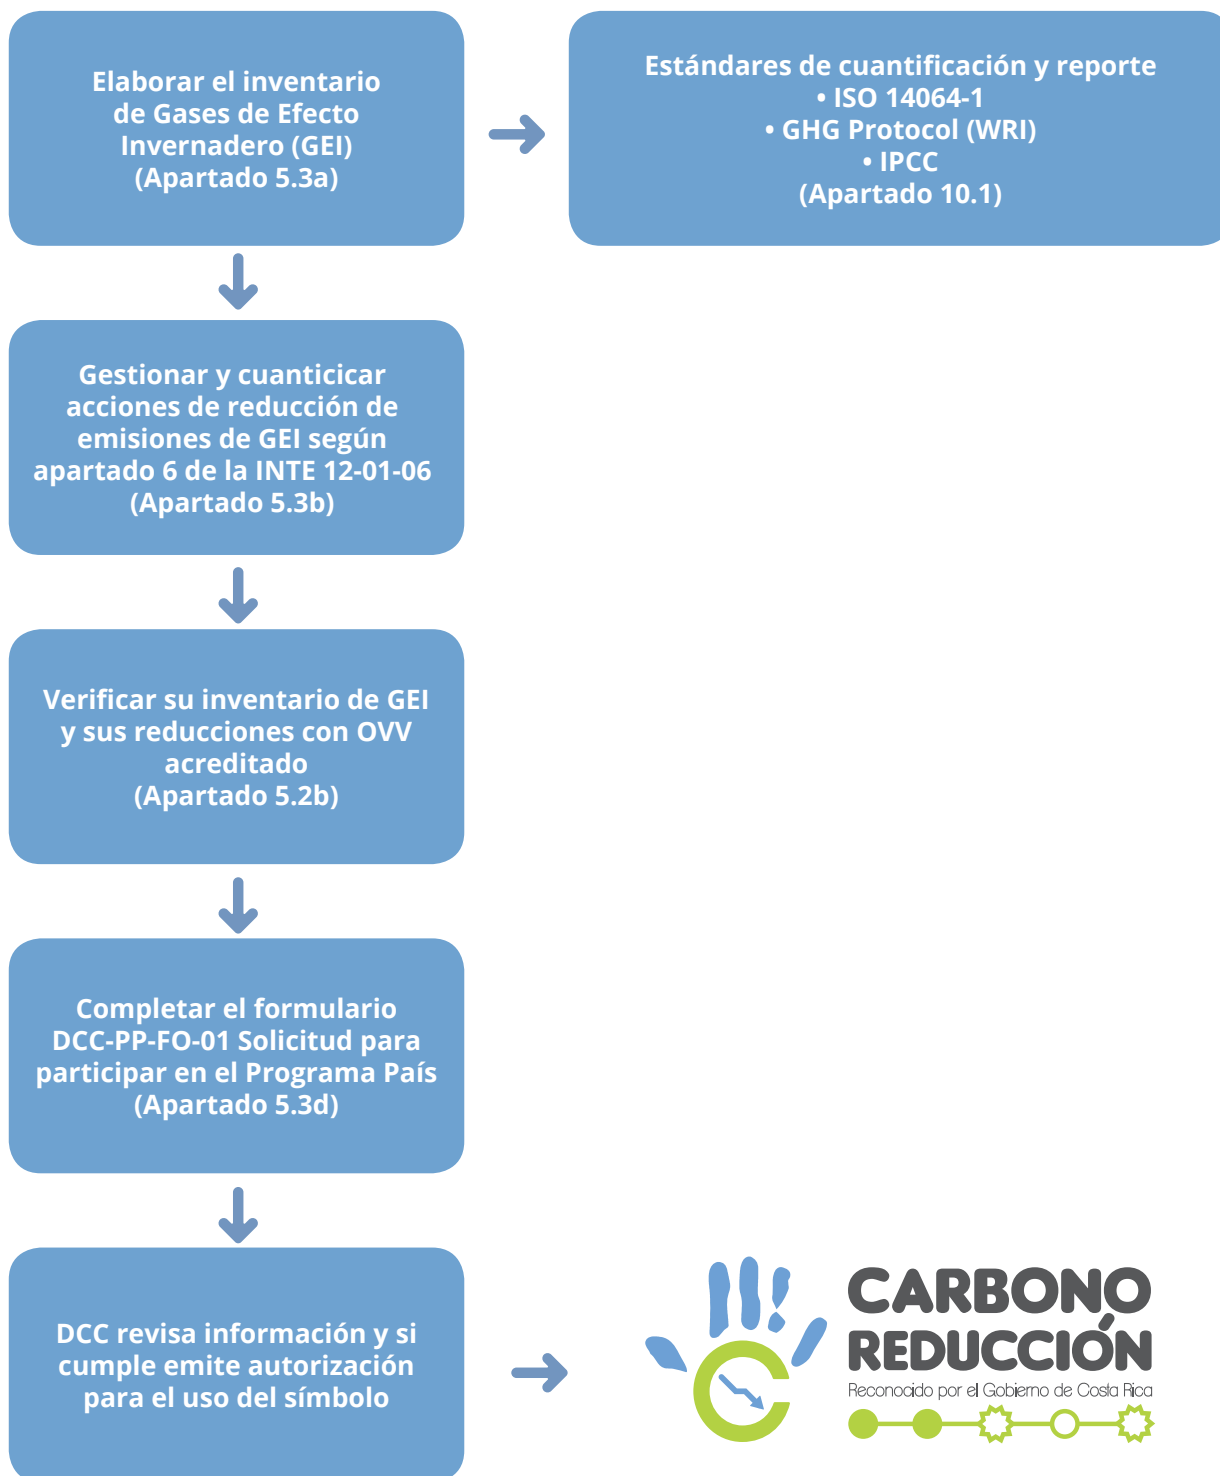 Elaborar el inventario
de Gases de Efecto
Invernadero (GEI)
(Apartado 5.3a)
Estándares de cuantificación y reporte
• ISO 14064-1
• GHG Protocol (WRI)
• IPCC
(Apartado 10.1)
Gestionar y cuanticicar
acciones de reducción de
emisiones de GEI según
apartado 6 de la INTE 12-01-06
(Apartado 5.3b)
Verificar su inventario de GEI
y sus reducciones con OVV
acreditado
(Apartado 5.2b)
Completar el formulario
DCC-PP-FO-01 Solicitud para
participar en el Programa País
(Apartado 5.3d)
DCC revisa información y si
cumple emite autorización
para el uso del símbolo
CARBONO
REDUCCIÓN
Reconocido por el Gobierno de Costa Rica